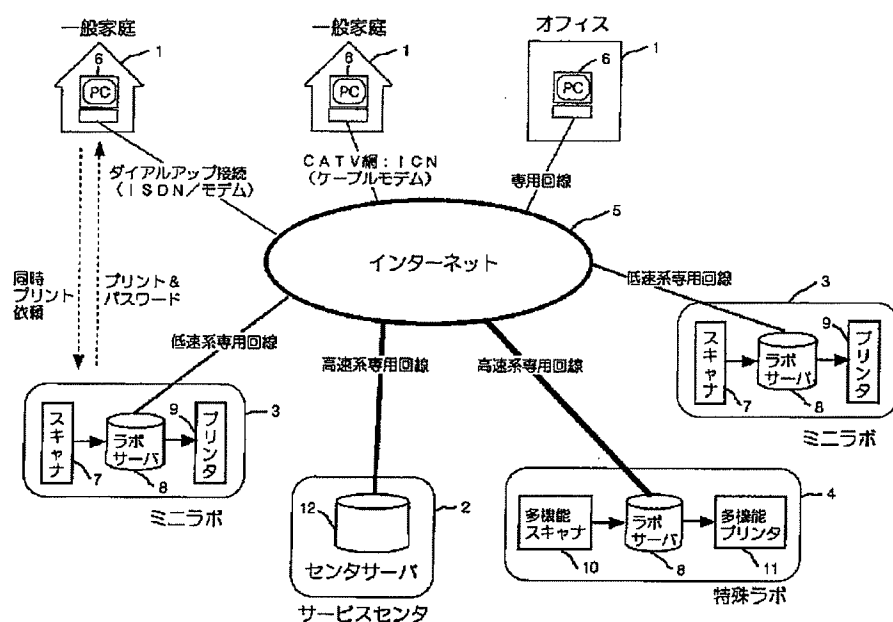 一般家庭
1
6
PC
一般家庭
1
6
PC
オフィス
1
6
PC
ダイアルアップ接続
(ISDN/モデム)
CATV網:ICN
(ケーブルモデム)
専用回線
5
インターネット
同時
プリント
依頼
プリント&
パスワード
低速系専用回線
低速系専用回線
高速系専用回線
高速系専用回線
3
スキャナ
7
ラボ
サーバ
8
9
プリンタ
ミニラボ
3
スキャナ
7
ラボ
サーバ
8
9
プリンタ
ミニラボ
12
2
センタサーバ
サービスセンタ
4
多機能
スキャナ
10
ラボ
サーバ
8
多機能
プリンタ
11
特殊ラボ